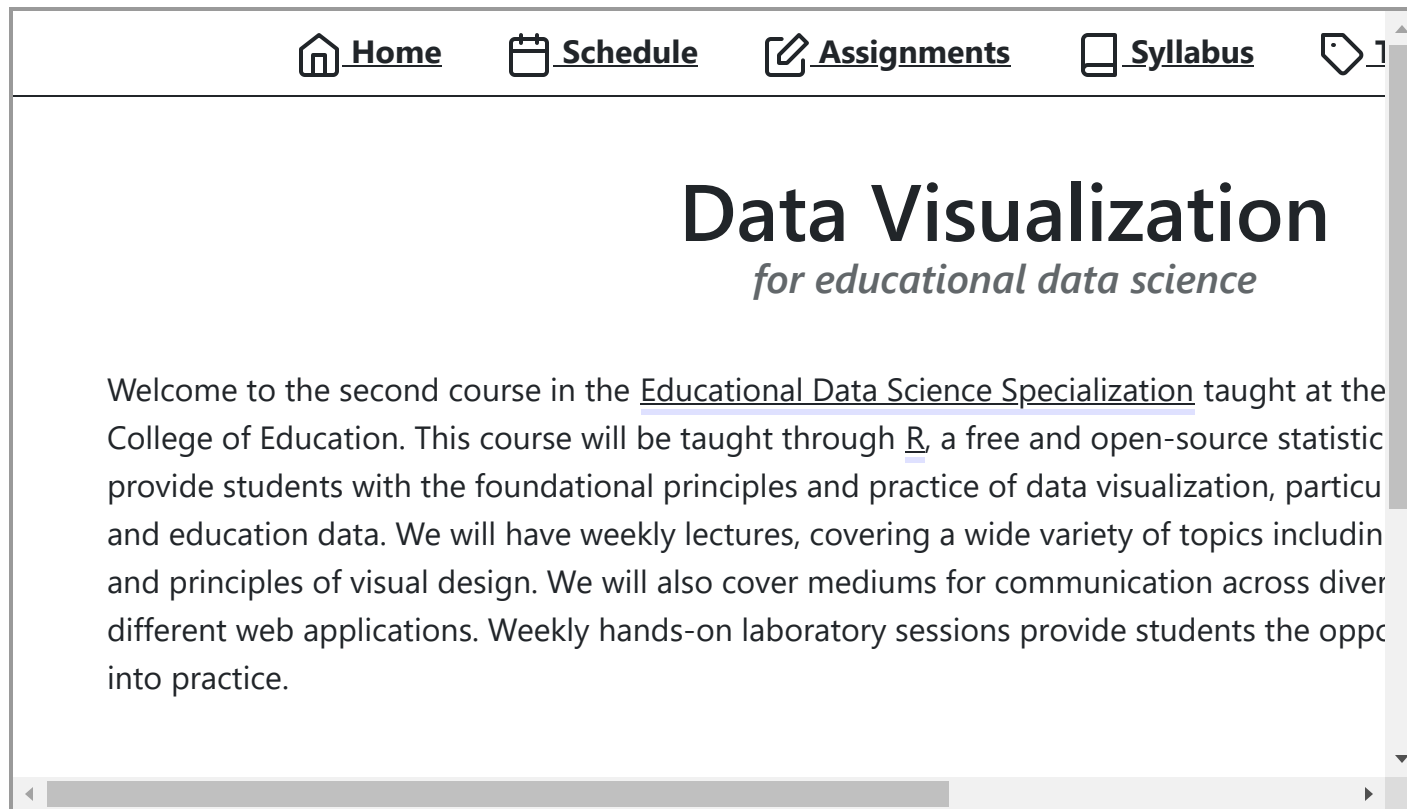 Home Schedule Assignments Syllabus T
Data Visualization
for educational data science
Welcome to the second course in the Educational Data Science Specialization taught at the
College of Education. This course will be taught through R, a free and open-source statistic
provide students with the foundational principles and practice of data visualization, particu
and education data. We will have weekly lectures, covering a wide variety of topics includin
and principles of visual design. We will also cover mediums for communication across diver
different web applications. Weekly hands-on laboratory sessions provide students the oppo
into practice.